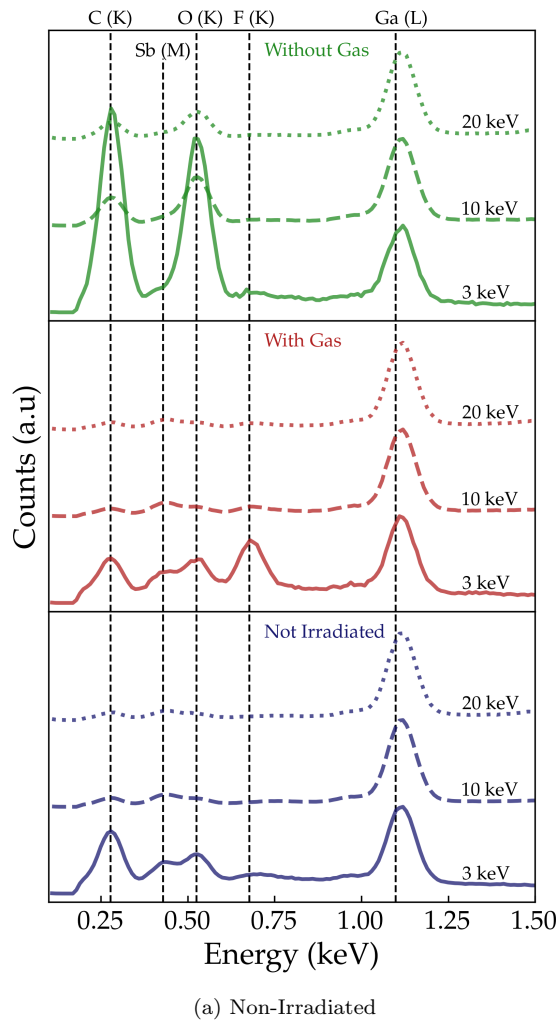 C (K) O (K) F (K) Ga (L)
Sb (M) Without Gas
20 keV
10 keV
3 keV
With Gas
20 keV
10 keV
3 keV
Not Irradiated
20 keV
10 keV
3 keV
Counts (a.u)
0.25 0.50 0.75 1.00 1.25 1.50
Energy (keV)
(a) Non-Irradiated